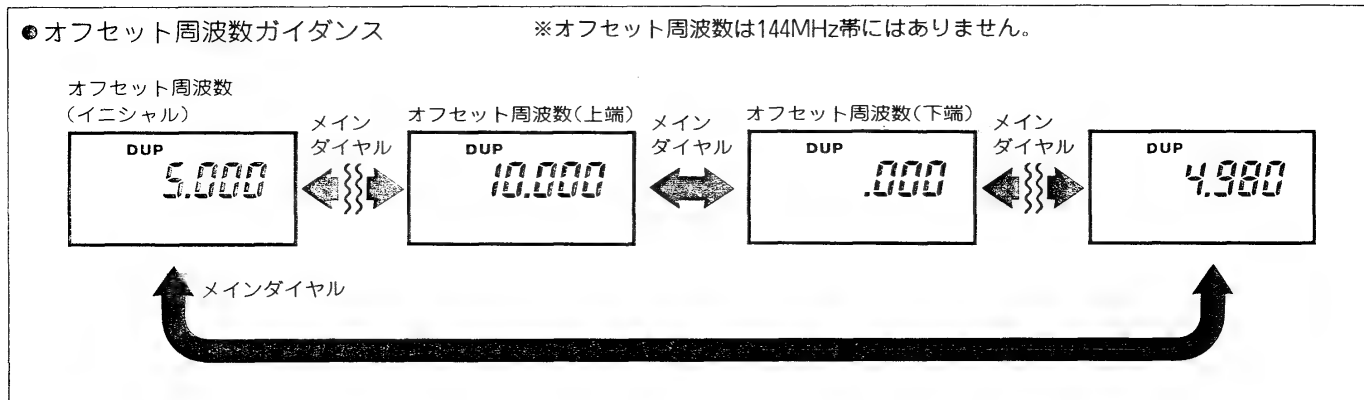 ●オフセット周波数ガイダンス ※オフセット周波数は144MHz帯にはありません。
オフセット周波数
(イニシャル)
メイン
ダイヤル
オフセット周波数(上端)
メイン
ダイヤル
オフセット周波数(下端)
メイン
ダイヤル
DUP
5.000
DUP
10.000
DUP
.000
DUP
4.980
メインダイヤル